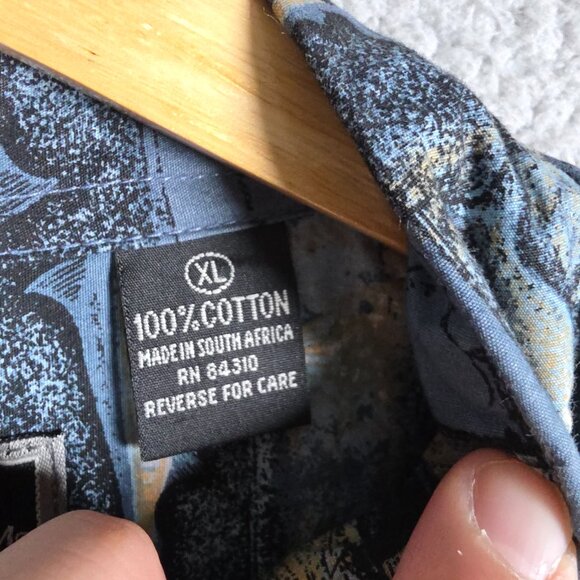 XL
100% COTTON
MADE IN SOUTH AFRICA
RN 84310
REVERSE FOR CARE